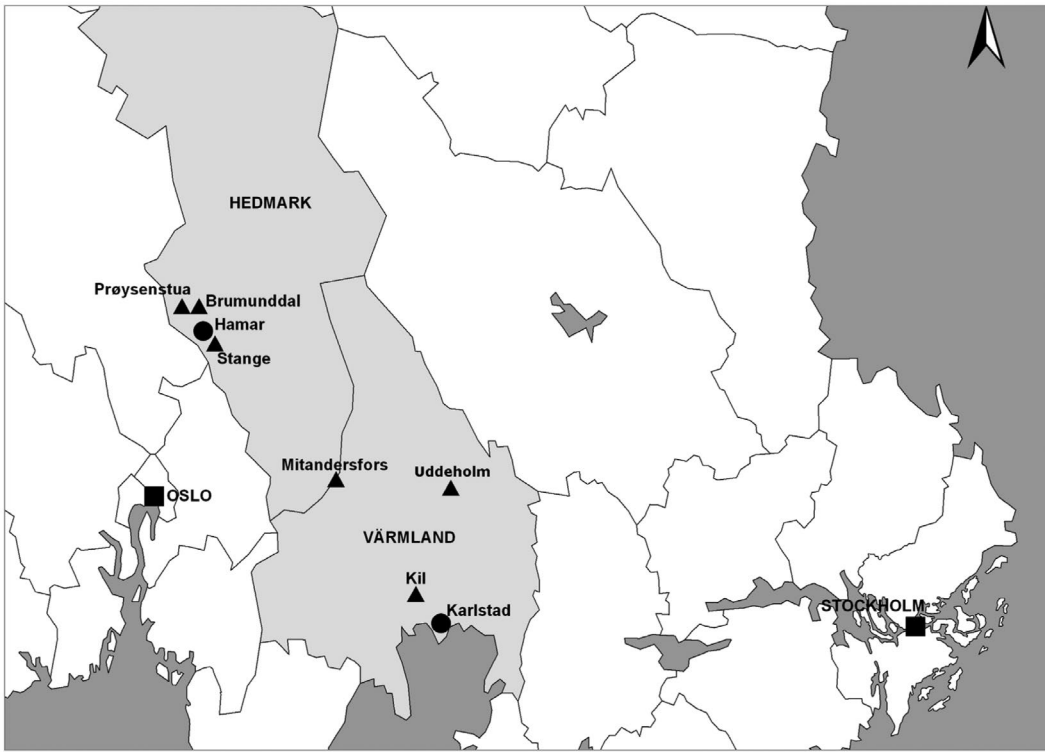 HEDMARK
Prøysenstua
Brumunddal
Hamar
Stange
Mitandersfors
Uddeholm
OSLO
VÄRMLAND
Kil
Karlstad
STOCKHOLM